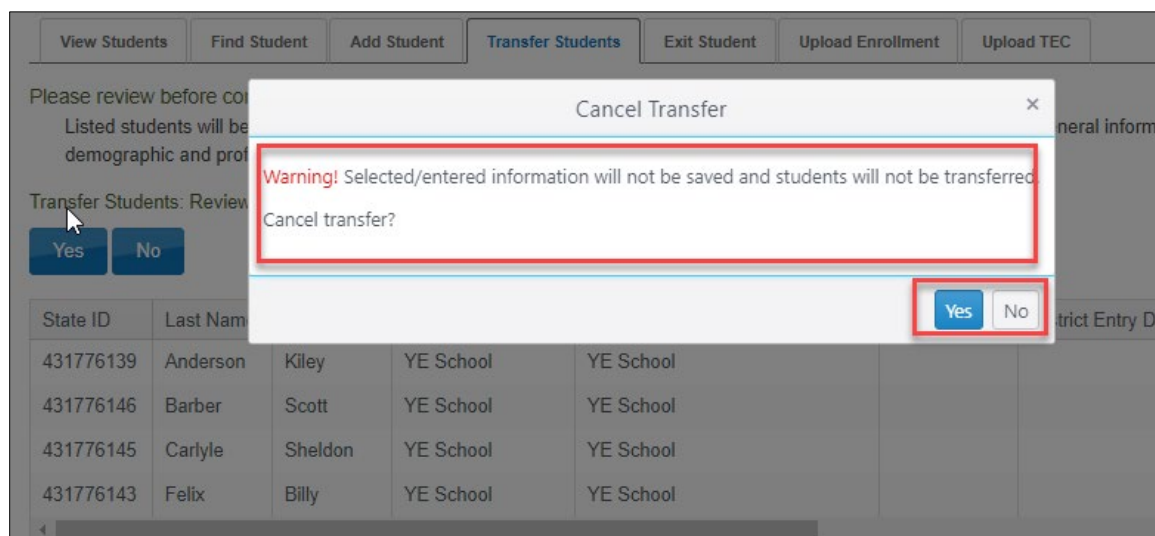 View Students Find Student Add Student Transfer Students Exit Student Upload Enrollment Upload TEC
Please review before
Cancel Transfer ×
Listed students will be neral inform
demographic and prof
Warning! Selected/entered information will not be saved and students will not be transferred.
Transfer Students: Review
Cancel transfer?
Yes No
Yes No
State ID Last Nam trict Entry D
431776139 Anderson Kiley YE School YE School
431776146 Barber Scott YE School YE School
431776145 Carlyle Sheldon YE School YE School
431776143 Felix Billy YE School YE School